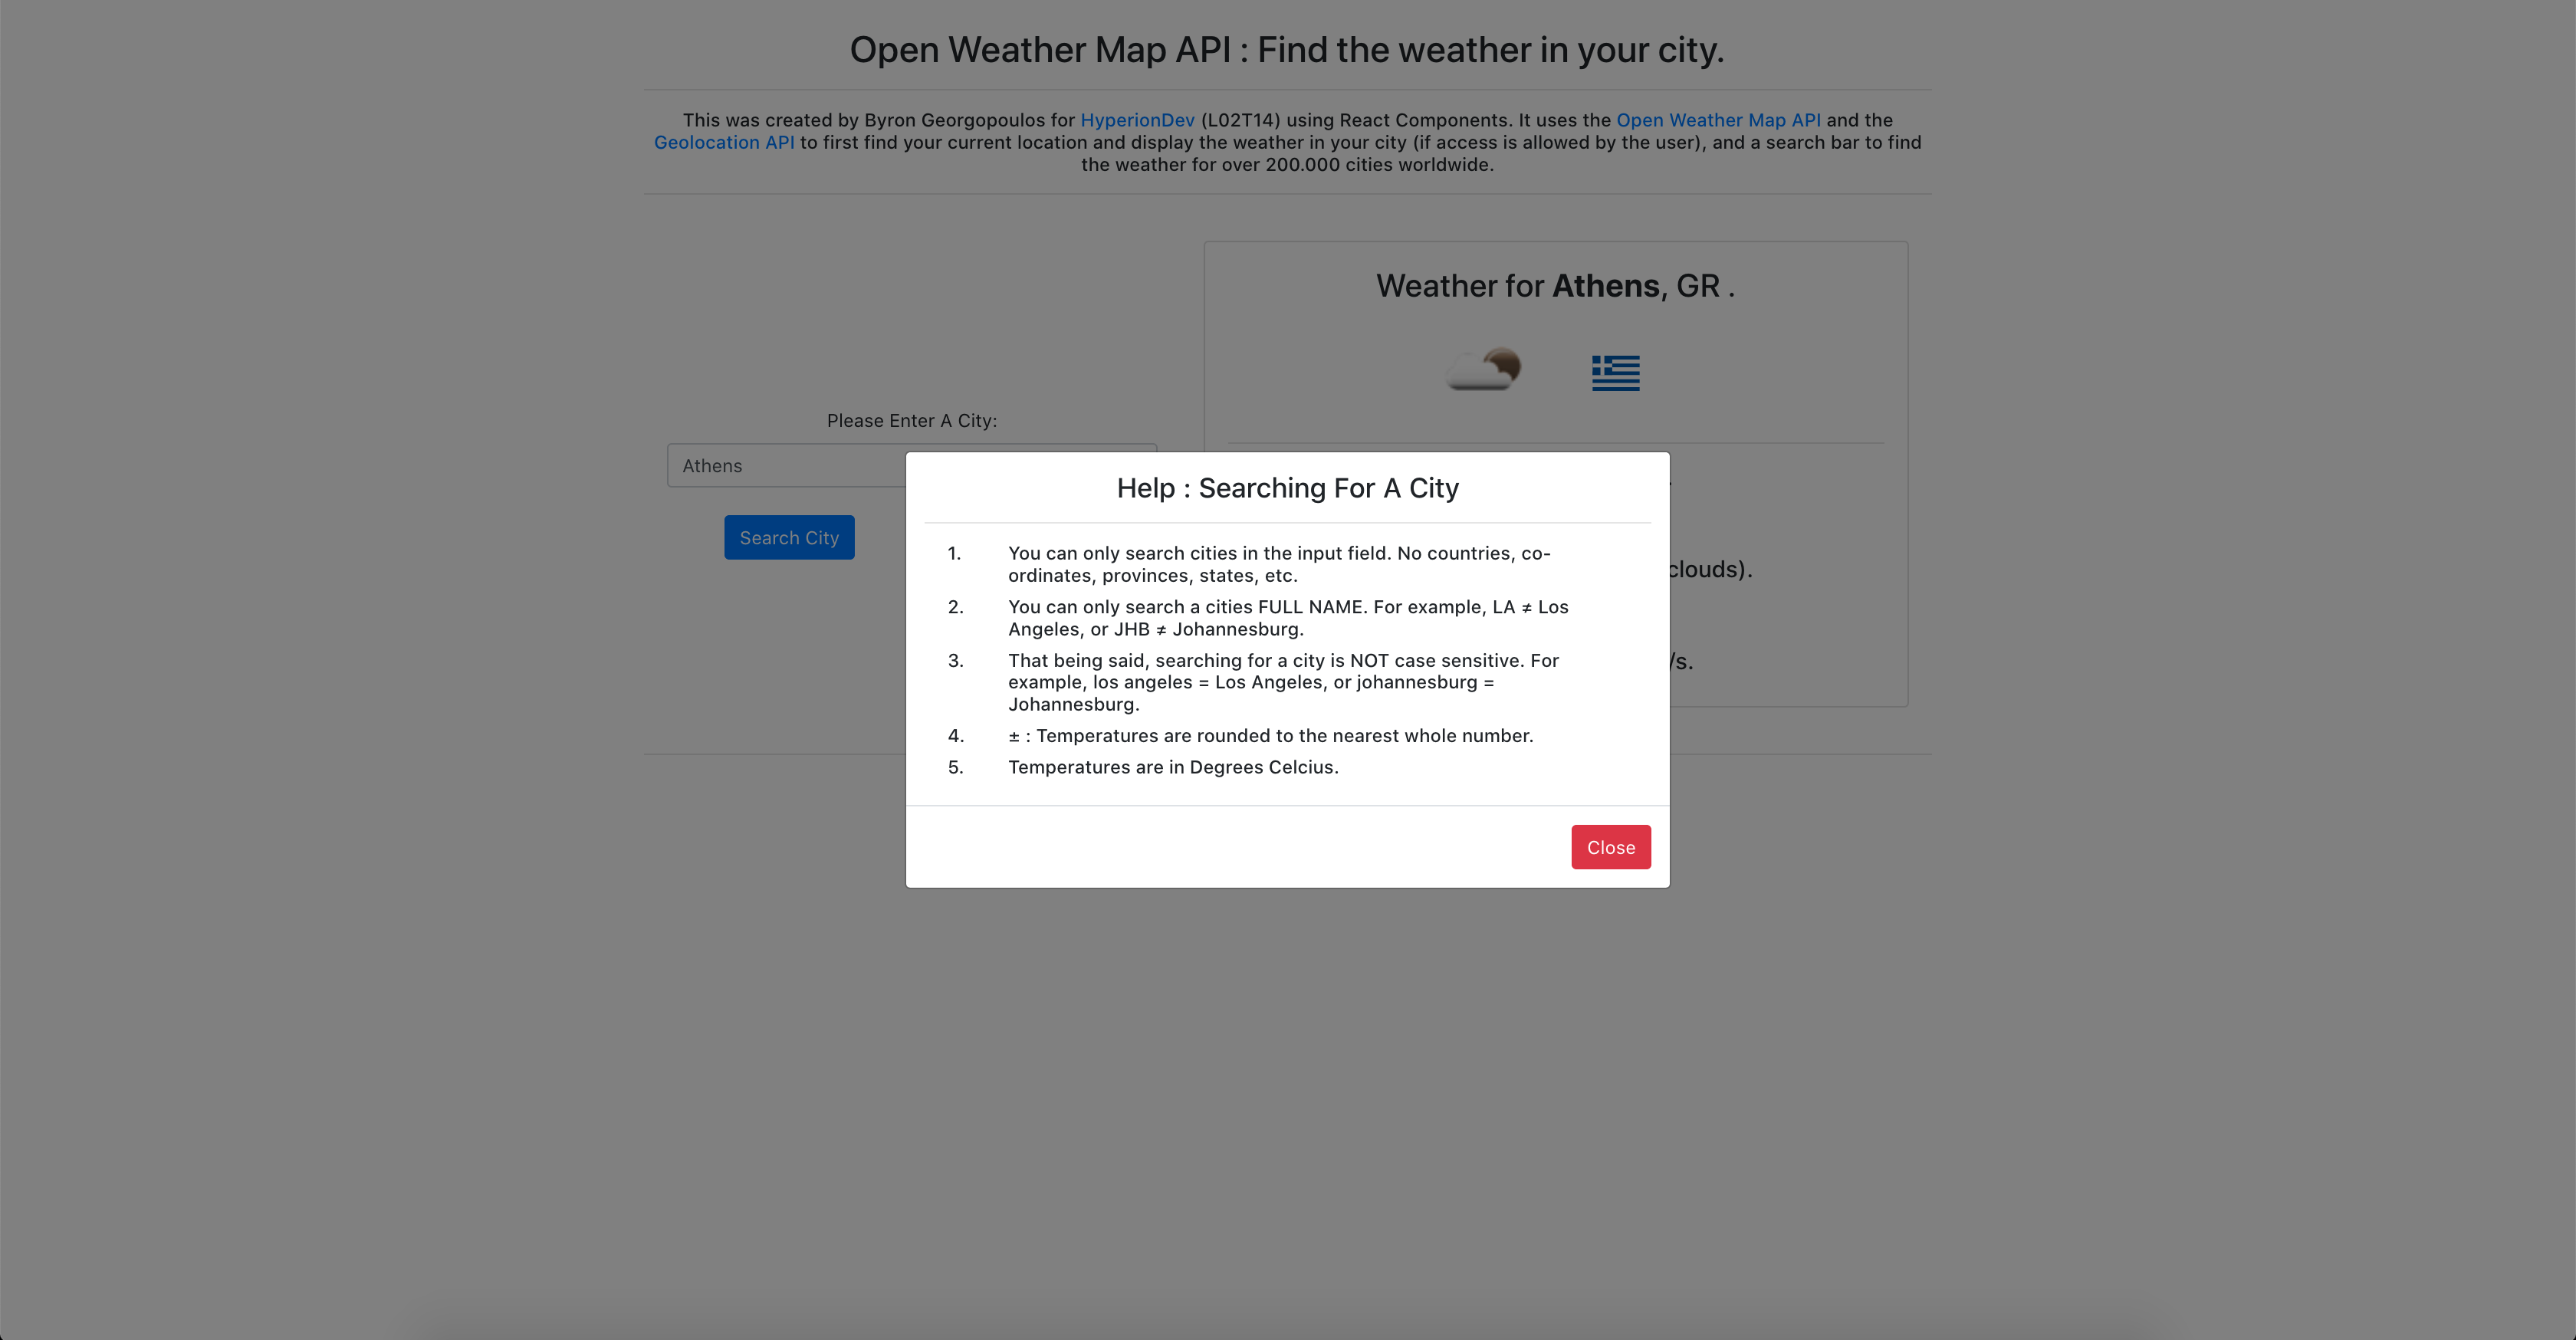 Open Weather Map API : Find the weather in your city.
This was created by Byron Georgopoulos for HyperionDev (L02T14) using React Components. It uses the Open Weather Map API and the
Geolocation API to first find your current location and display the weather in your city (if access is allowed by the user), and a search bar to find
the weather for over 200.000 cities worldwide.
Weather for Athens, GR .
Please Enter A City:
Athens
Search City
clouds).
/s.
Help : Searching For A City
1. You can only search cities in the input field. No countries, co-
ordinates, provinces, states, etc.
2. You can only search a cities FULL NAME. For example, LA ≠ Los
Angeles, or JHB ≠ Johannesburg.
3. That being said, searching for a city is NOT case sensitive. For
example, los angeles = Los Angeles, or johannesburg =
Johannesburg.
4. ± : Temperatures are rounded to the nearest whole number.
5. Temperatures are in Degrees Celcius.
Close